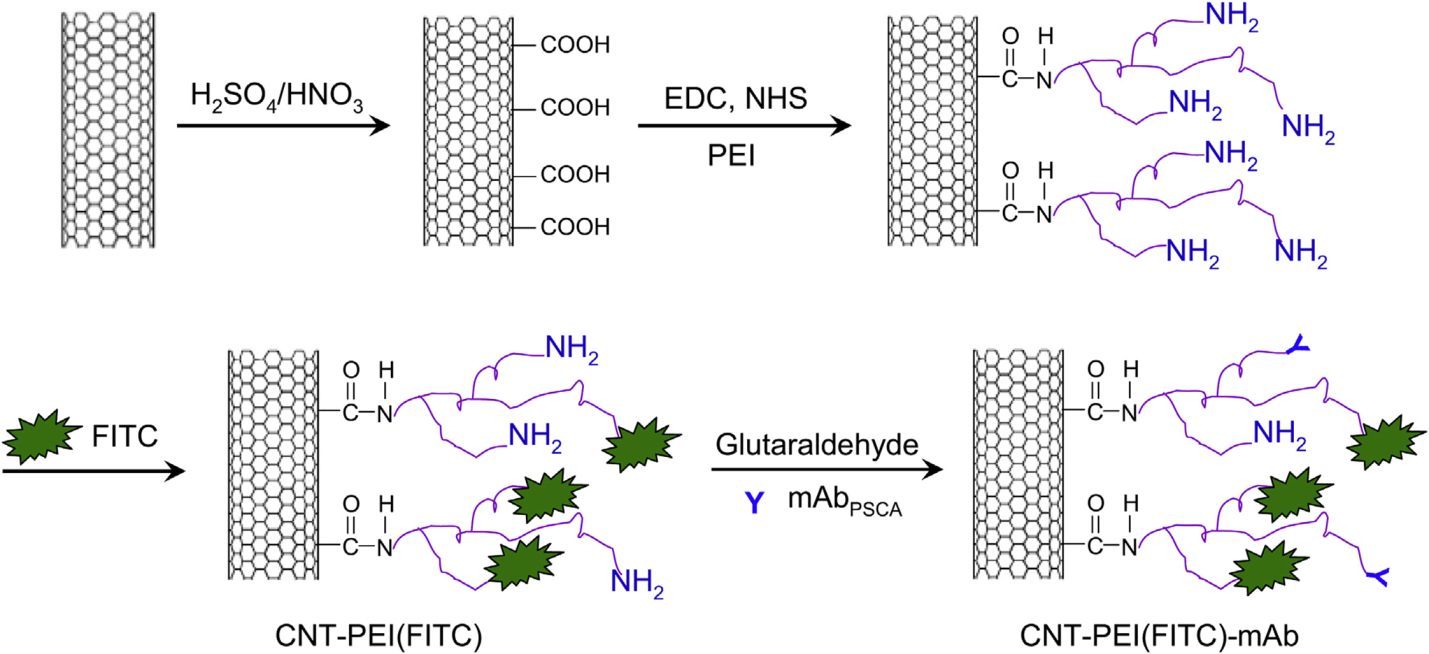 H₂SO₄/HNO₃
COOH
COOH
COOH
COOH
EDC, NHS
PEI
O H
C N
NH₂
NH₂
NH₂
O H
C N
NH₂
NH₂
NH₂
FITC
O H
C N
NH₂
NH₂
O H
C N
NH₂
CNT-PEI(FITC)
Glutaraldehyde
Y mAbPSCA
O H
C N
Y
NH₂
O H
C N
Y
CNT-PEI(FITC)-mAb